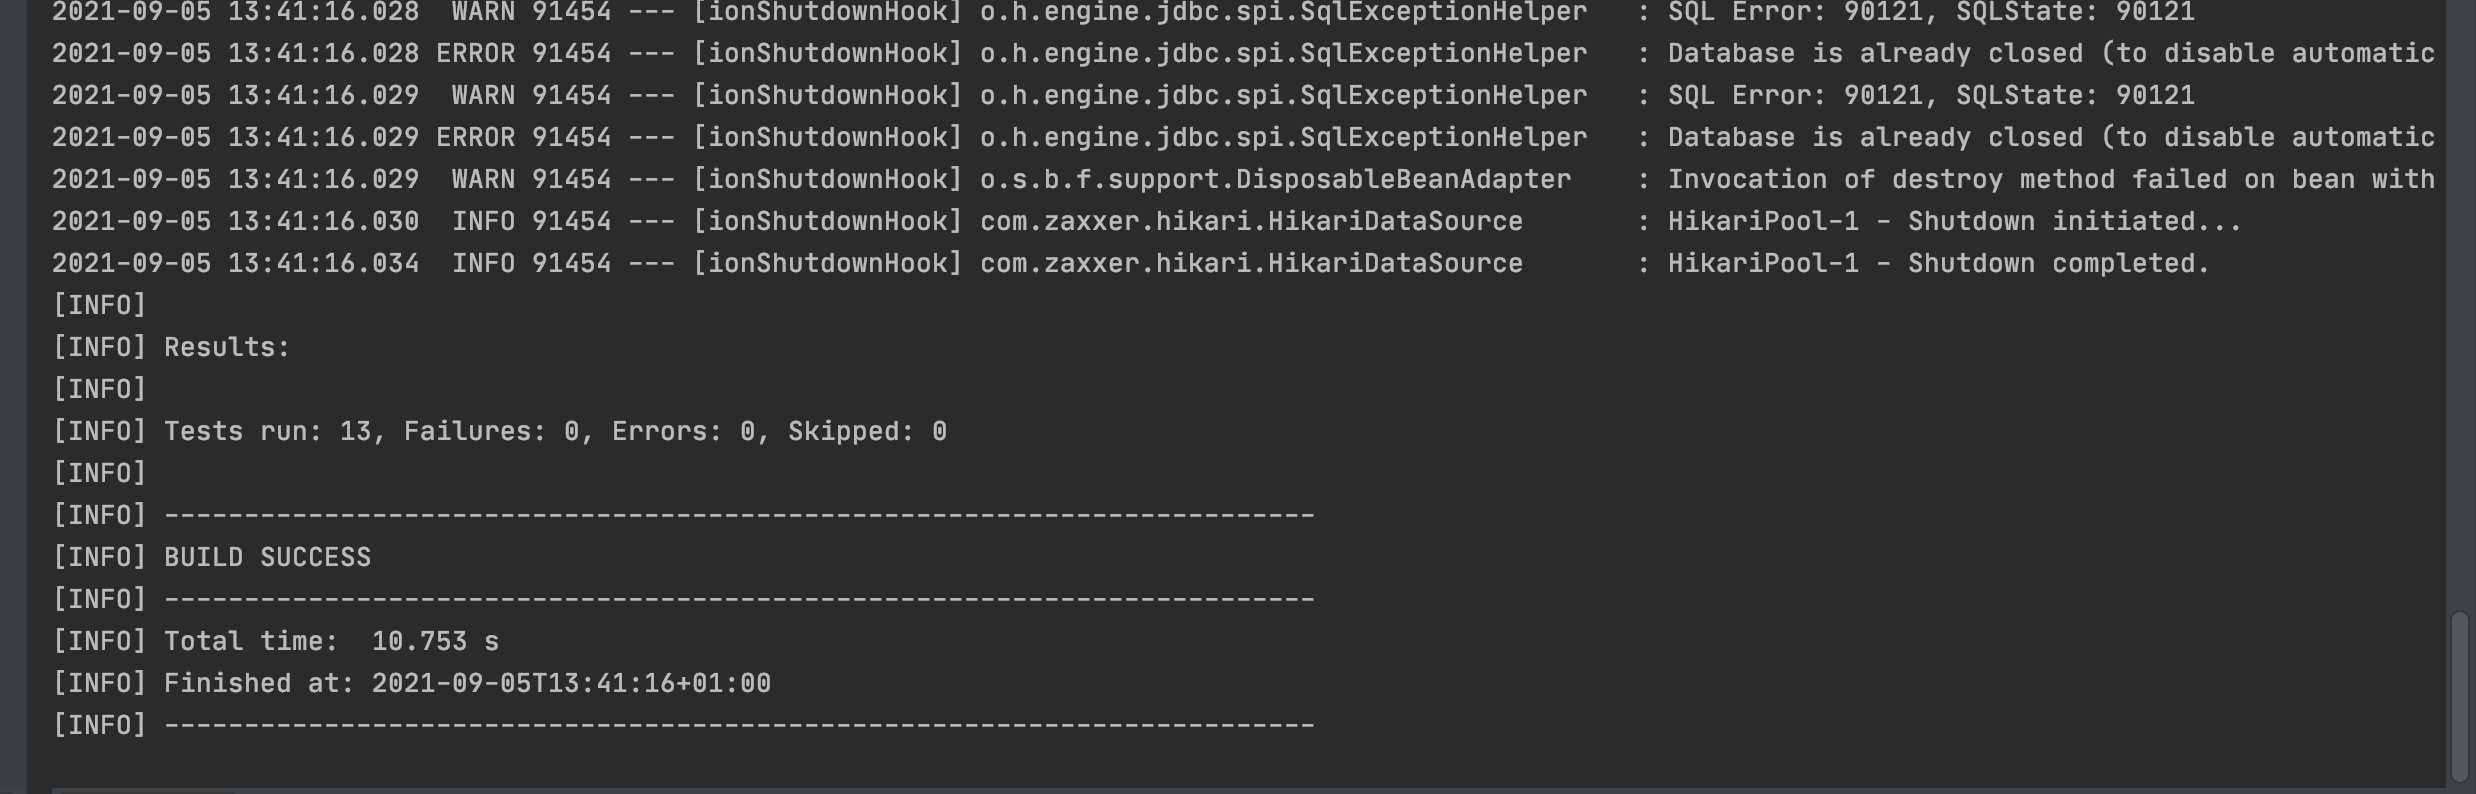 2021-09-05 13:41:16.028  WARN 91454 --- [ionShutdownHook] o.h.engine.jdbc.spi.SqlExceptionHelper   : SQL Error: 90121, SQLState: 90121
2021-09-05 13:41:16.028 ERROR 91454 --- [ionShutdownHook] o.h.engine.jdbc.spi.SqlExceptionHelper   : Database is already closed (to disable automatic
2021-09-05 13:41:16.029  WARN 91454 --- [ionShutdownHook] o.h.engine.jdbc.spi.SqlExceptionHelper   : SQL Error: 90121, SQLState: 90121
2021-09-05 13:41:16.029 ERROR 91454 --- [ionShutdownHook] o.h.engine.jdbc.spi.SqlExceptionHelper   : Database is already closed (to disable automatic
2021-09-05 13:41:16.029  WARN 91454 --- [ionShutdownHook] o.s.b.f.support.DisposableBeanAdapter    : Invocation of destroy method failed on bean with
2021-09-05 13:41:16.030  INFO 91454 --- [ionShutdownHook] com.zaxxer.hikari.HikariDataSource       : HikariPool-1 - Shutdown initiated...
2021-09-05 13:41:16.034  INFO 91454 --- [ionShutdownHook] com.zaxxer.hikari.HikariDataSource       : HikariPool-1 - Shutdown completed.
[INFO]
[INFO] Results:
[INFO]
[INFO] Tests run: 13, Failures: 0, Errors: 0, Skipped: 0
[INFO]
[INFO] ------------------------------------------------------------------------
[INFO] BUILD SUCCESS
[INFO] ------------------------------------------------------------------------
[INFO] Total time:  10.753 s
[INFO] Finished at: 2021-09-05T13:41:16+01:00
[INFO] ------------------------------------------------------------------------